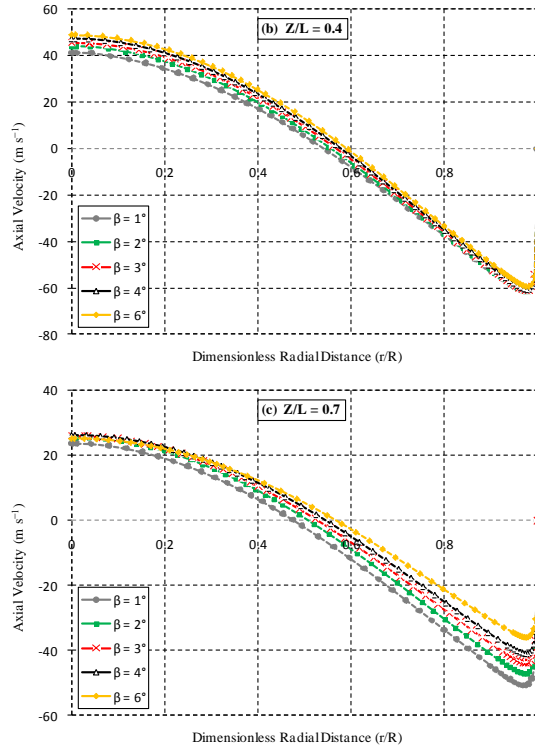 60
(b) Z/L = 0.4
40
20
0
0 0.2 0.4 0.6 0.8
-20
-40
-60
-80
Axial Velocity (m s⁻¹)
β = 1°
β = 2°
β = 3°
β = 4°
β = 6°
Dimensionless Radial Distance (r/R)
40
(c) Z/L = 0.7
20
0
0 0.2 0.4 0.6 0.8
-20
-40
-60
Axial Velocity (m s⁻¹)
β = 1°
β = 2°
β = 3°
β = 4°
β = 6°
Dimensionless Radial Distance (r/R)